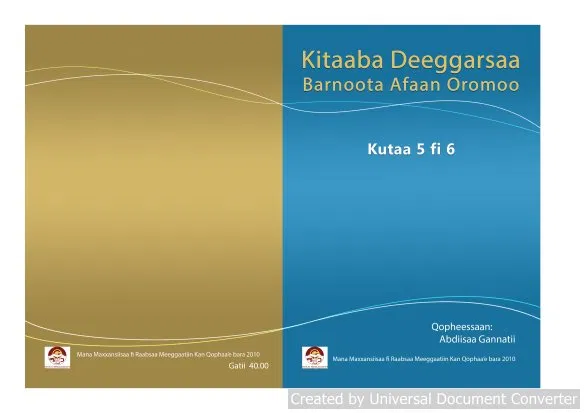 Kitaaba Deeggarsaa
Barnoota Afaan Oromoo
Kutaa 5 fi 6
Qopheessaan:
Abdiisaa Gannatii
Mana Maxxansiisaa fi Raabsaa Meeggaatiin Kan Qophaa'e bara 2010
Mana Maxxansiisaa fi Raabsaa Meeggaatiin Kan Qophaa'e bara 2010
Gatii 40.00
Created by Universal Document Converter